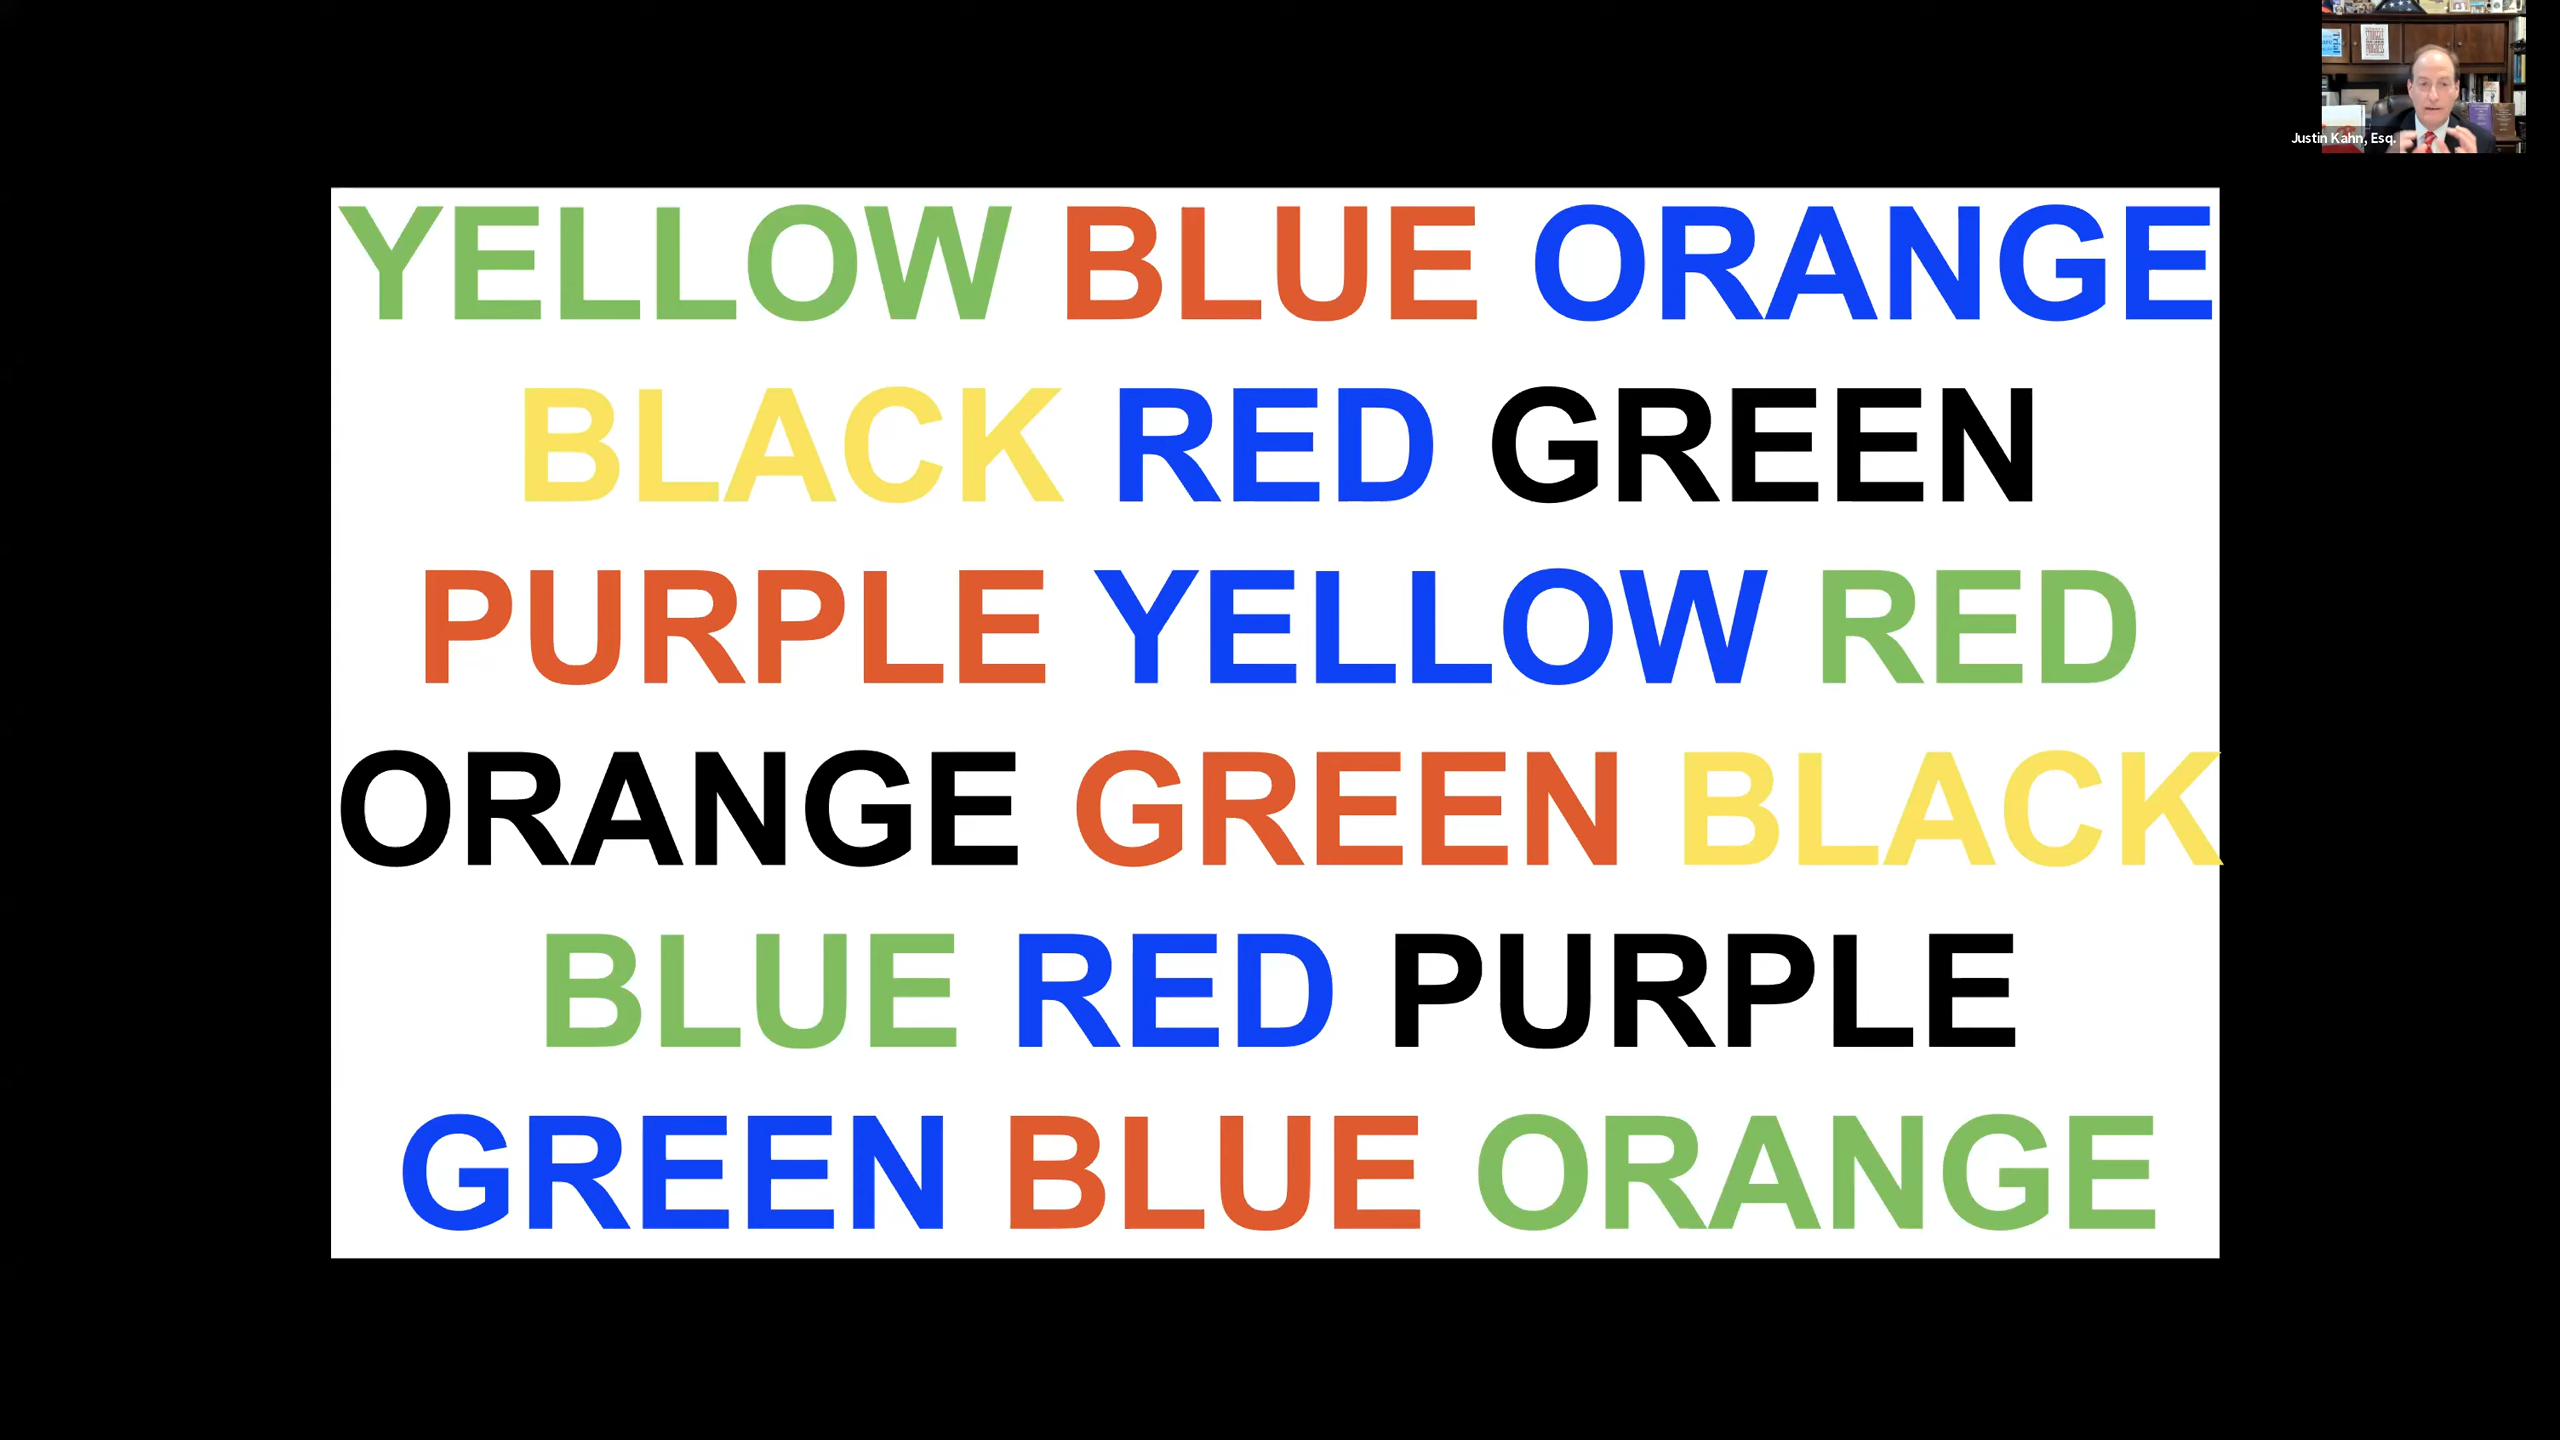 Justin Kahn, Esq.
YELLOW BLUE ORANGE
BLACK RED GREEN
PURPLE YELLOW RED
ORANGE GREEN BLACK
BLUE RED PURPLE
GREEN BLUE ORANGE